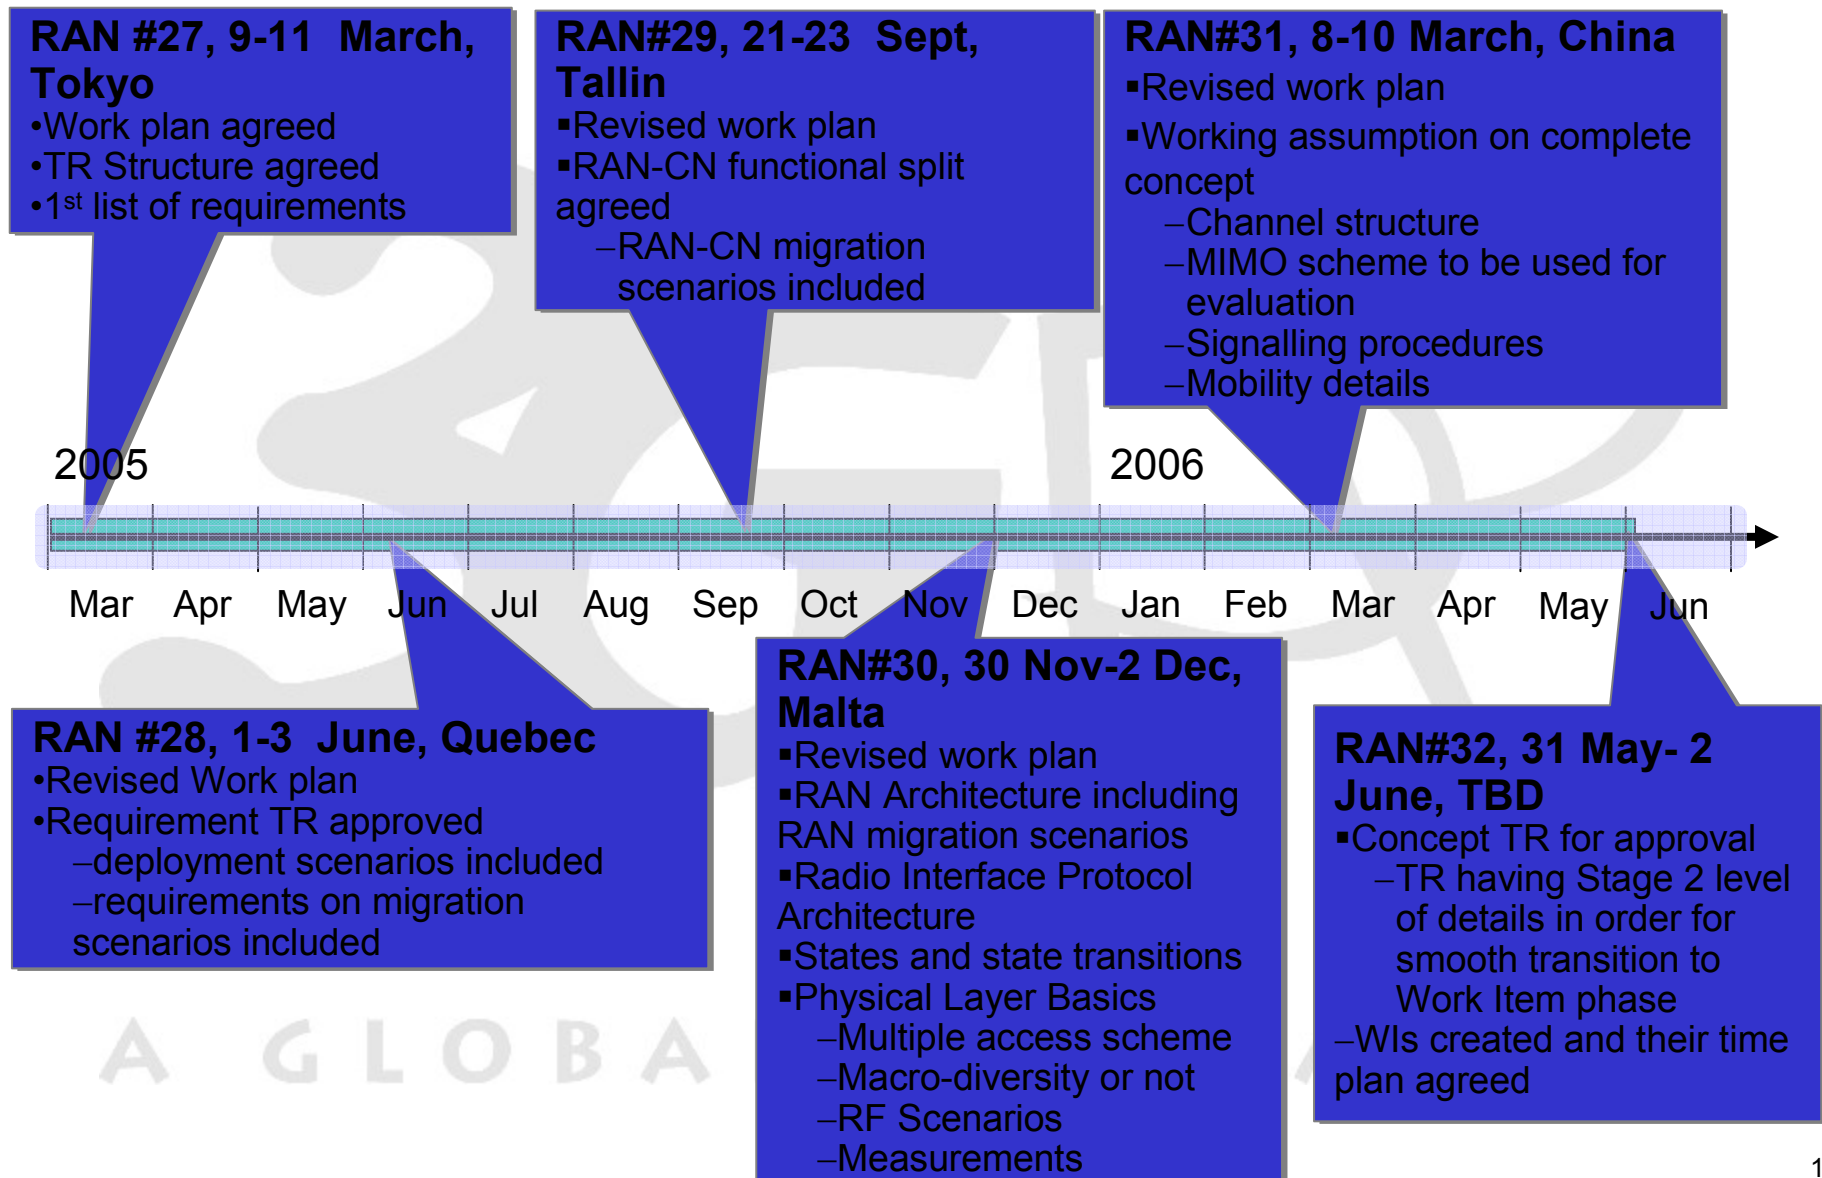 RAN #27, 9-11 March,
Tokyo
•Work plan agreed
•TR Structure agreed
•1st list of requirements
RAN#29, 21-23 Sept,
Tallin
▪Revised work plan
▪RAN-CN functional split
agreed
–RAN-CN migration
scenarios included
RAN#31, 8-10 March, China
▪Revised work plan
▪Working assumption on complete
concept
–Channel structure
–MIMO scheme to be used for
evaluation
–Signalling procedures
–Mobility details
2005
2006
Mar Apr May Jun Jul Aug Sep Oct Nov Dec Jan Feb Mar Apr May Jun
RAN #28, 1-3 June, Quebec
•Revised Work plan
•Requirement TR approved
–deployment scenarios included
–requirements on migration
scenarios included
RAN#30, 30 Nov-2 Dec,
Malta
▪Revised work plan
▪RAN Architecture including
RAN migration scenarios
▪Radio Interface Protocol
Architecture
▪States and state transitions
▪Physical Layer Basics
–Multiple access scheme
–Macro-diversity or not
–RF Scenarios
–Measurements
RAN#32, 31 May- 2
June, TBD
▪Concept TR for approval
–TR having Stage 2 level
of details in order for
smooth transition to
Work Item phase
–WIs created and their time
plan agreed
A GLOBA
1